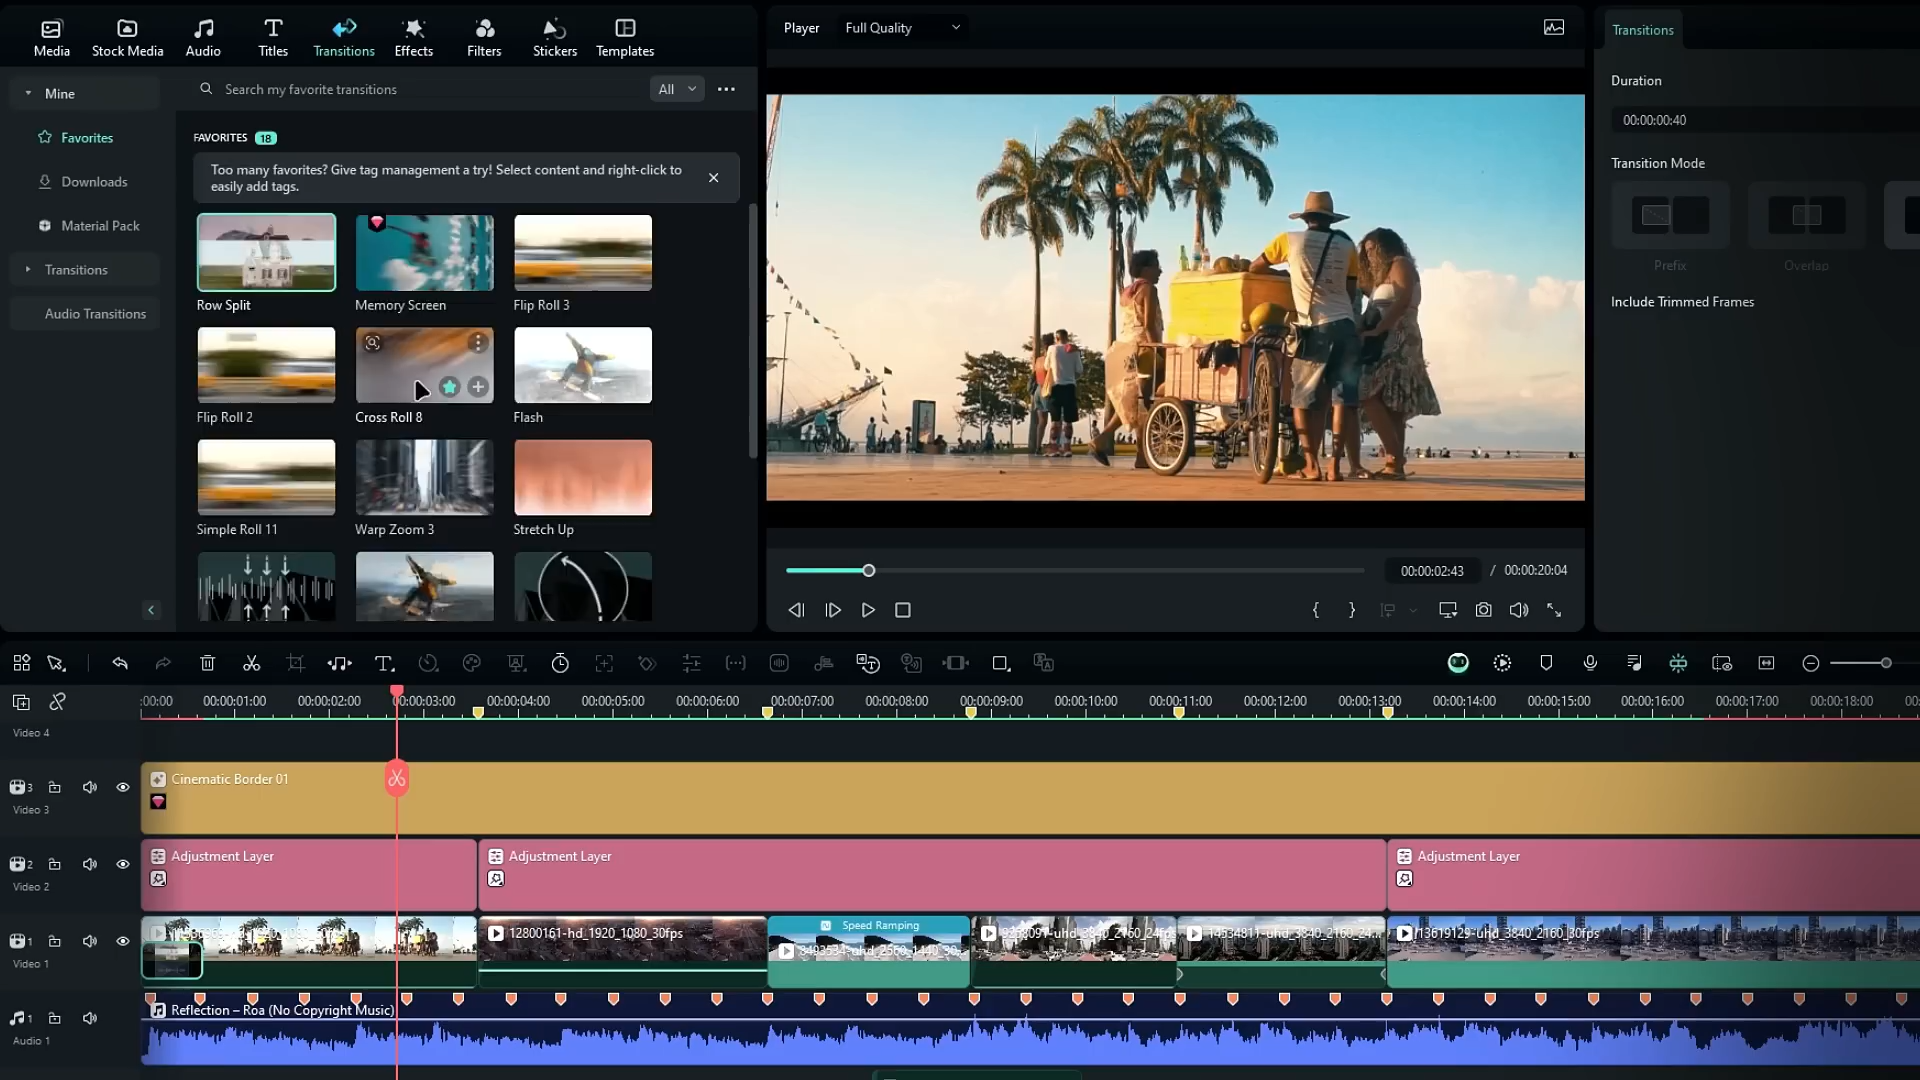 Media
Stock Media
Audio
Titles
Transitions
Effects
Filters
Stickers
Templates
Mine
Favorites
Downloads
Material Pack
Transitions
Audio Transitions
Search my favorite transitions
All
FAVORITES 18
Too many favorites? Give tag management a try! Select content and right-click to
easily add tags.
Row Split
Memory Screen
Flip Roll 3
Flip Roll 2
Cross Roll 8
Flash
Simple Roll 11
Warp Zoom 3
Stretch Up
Player
Full Quality
00:00:02:43 / 00:00:20:04
Transitions
Duration
00:00:00:40
Transition Mode
Prefix
Overlap
Include Trimmed Frames
:00:00
00:00:01:00
00:00:02:00
00:00:03:00
00:00:04:00
00:00:05:00
00:00:06:00
00:00:07:00
00:00:08:00
00:00:09:00
00:00:10:00
00:00:11:00
00:00:12:00
00:00:13:00
00:00:14:00
00:00:15:00
00:00:16:00
00:00:17:00
00:00:18:00
Video 4
3
Video 3
Cinematic Border 01
2
Video 2
Adjustment Layer
Adjustment Layer
Adjustment Layer
1
Video 1
12800161-hd_1920_1080_30fps
Speed Ramping
8493534-uhd_2560_1440_30...
9258097-uhd_3840_2160_24fps
14534811-uhd_3840_2160_24...
13619129-uhd_3840_2160_30fps
1
Audio 1
Reflection – Roa (No Copyright Music)